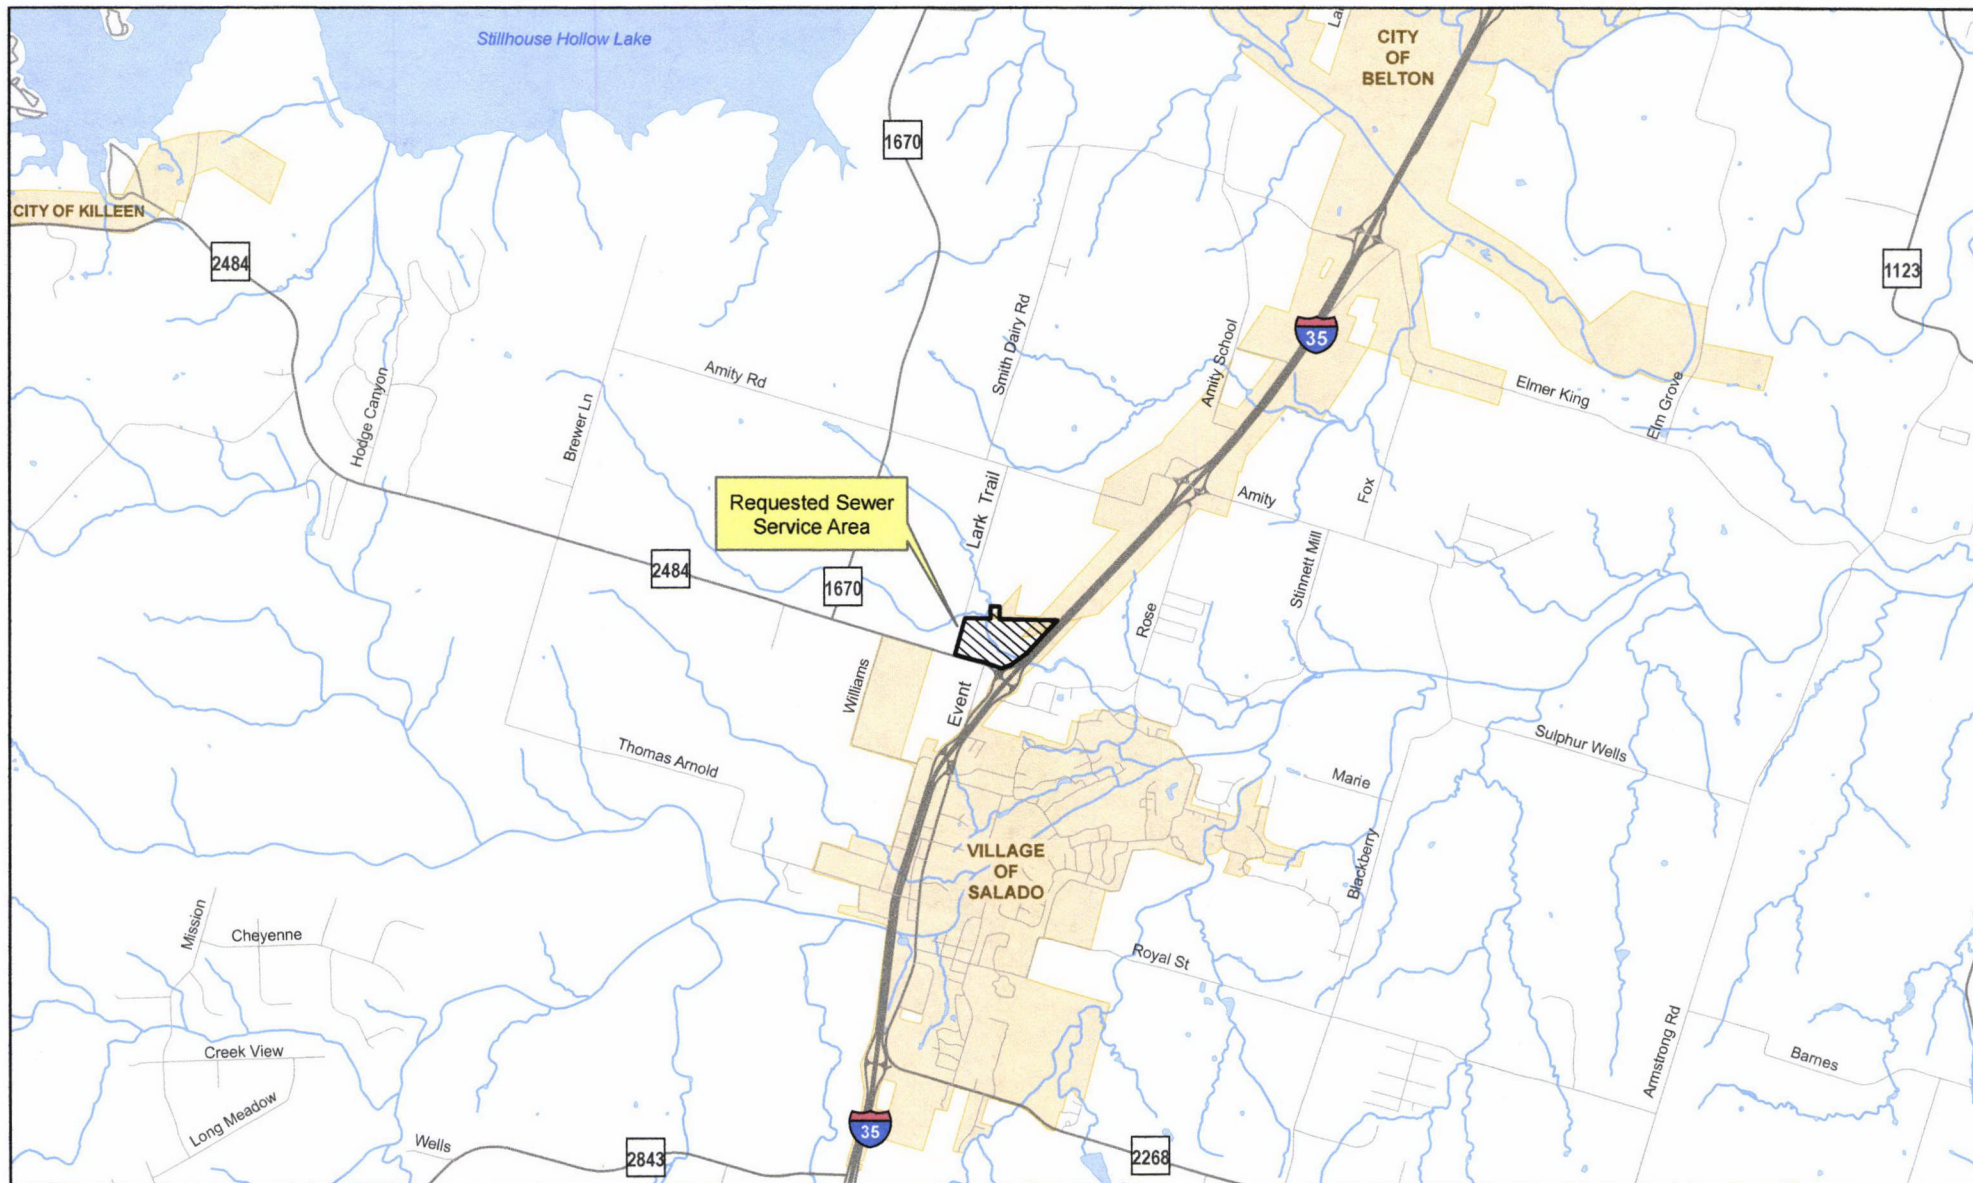 Stillhouse Hollow Lake
La
CITY
OF
BELTON
1670
CITY OF KILLEEN
2484
1123
35
Smith Dairy Rd
Amity School
Amity Rd
Hodge Canyon
Brewer Ln
Elmer King
Elm Grove
Requested Sewer
Service Area
Lark Trail
Amity
Fox
2484
1670
Stinnett Mill
Rose
Williams
Event
Thomas Arnold
Sulphur Wells
Marie
VILLAGE
OF
SALADO
Blackberry
Mission
Cheyenne
Royal St
Creek View
Armstrong Rd
Barnes
Long Meadow
35
Wells
2843
2268